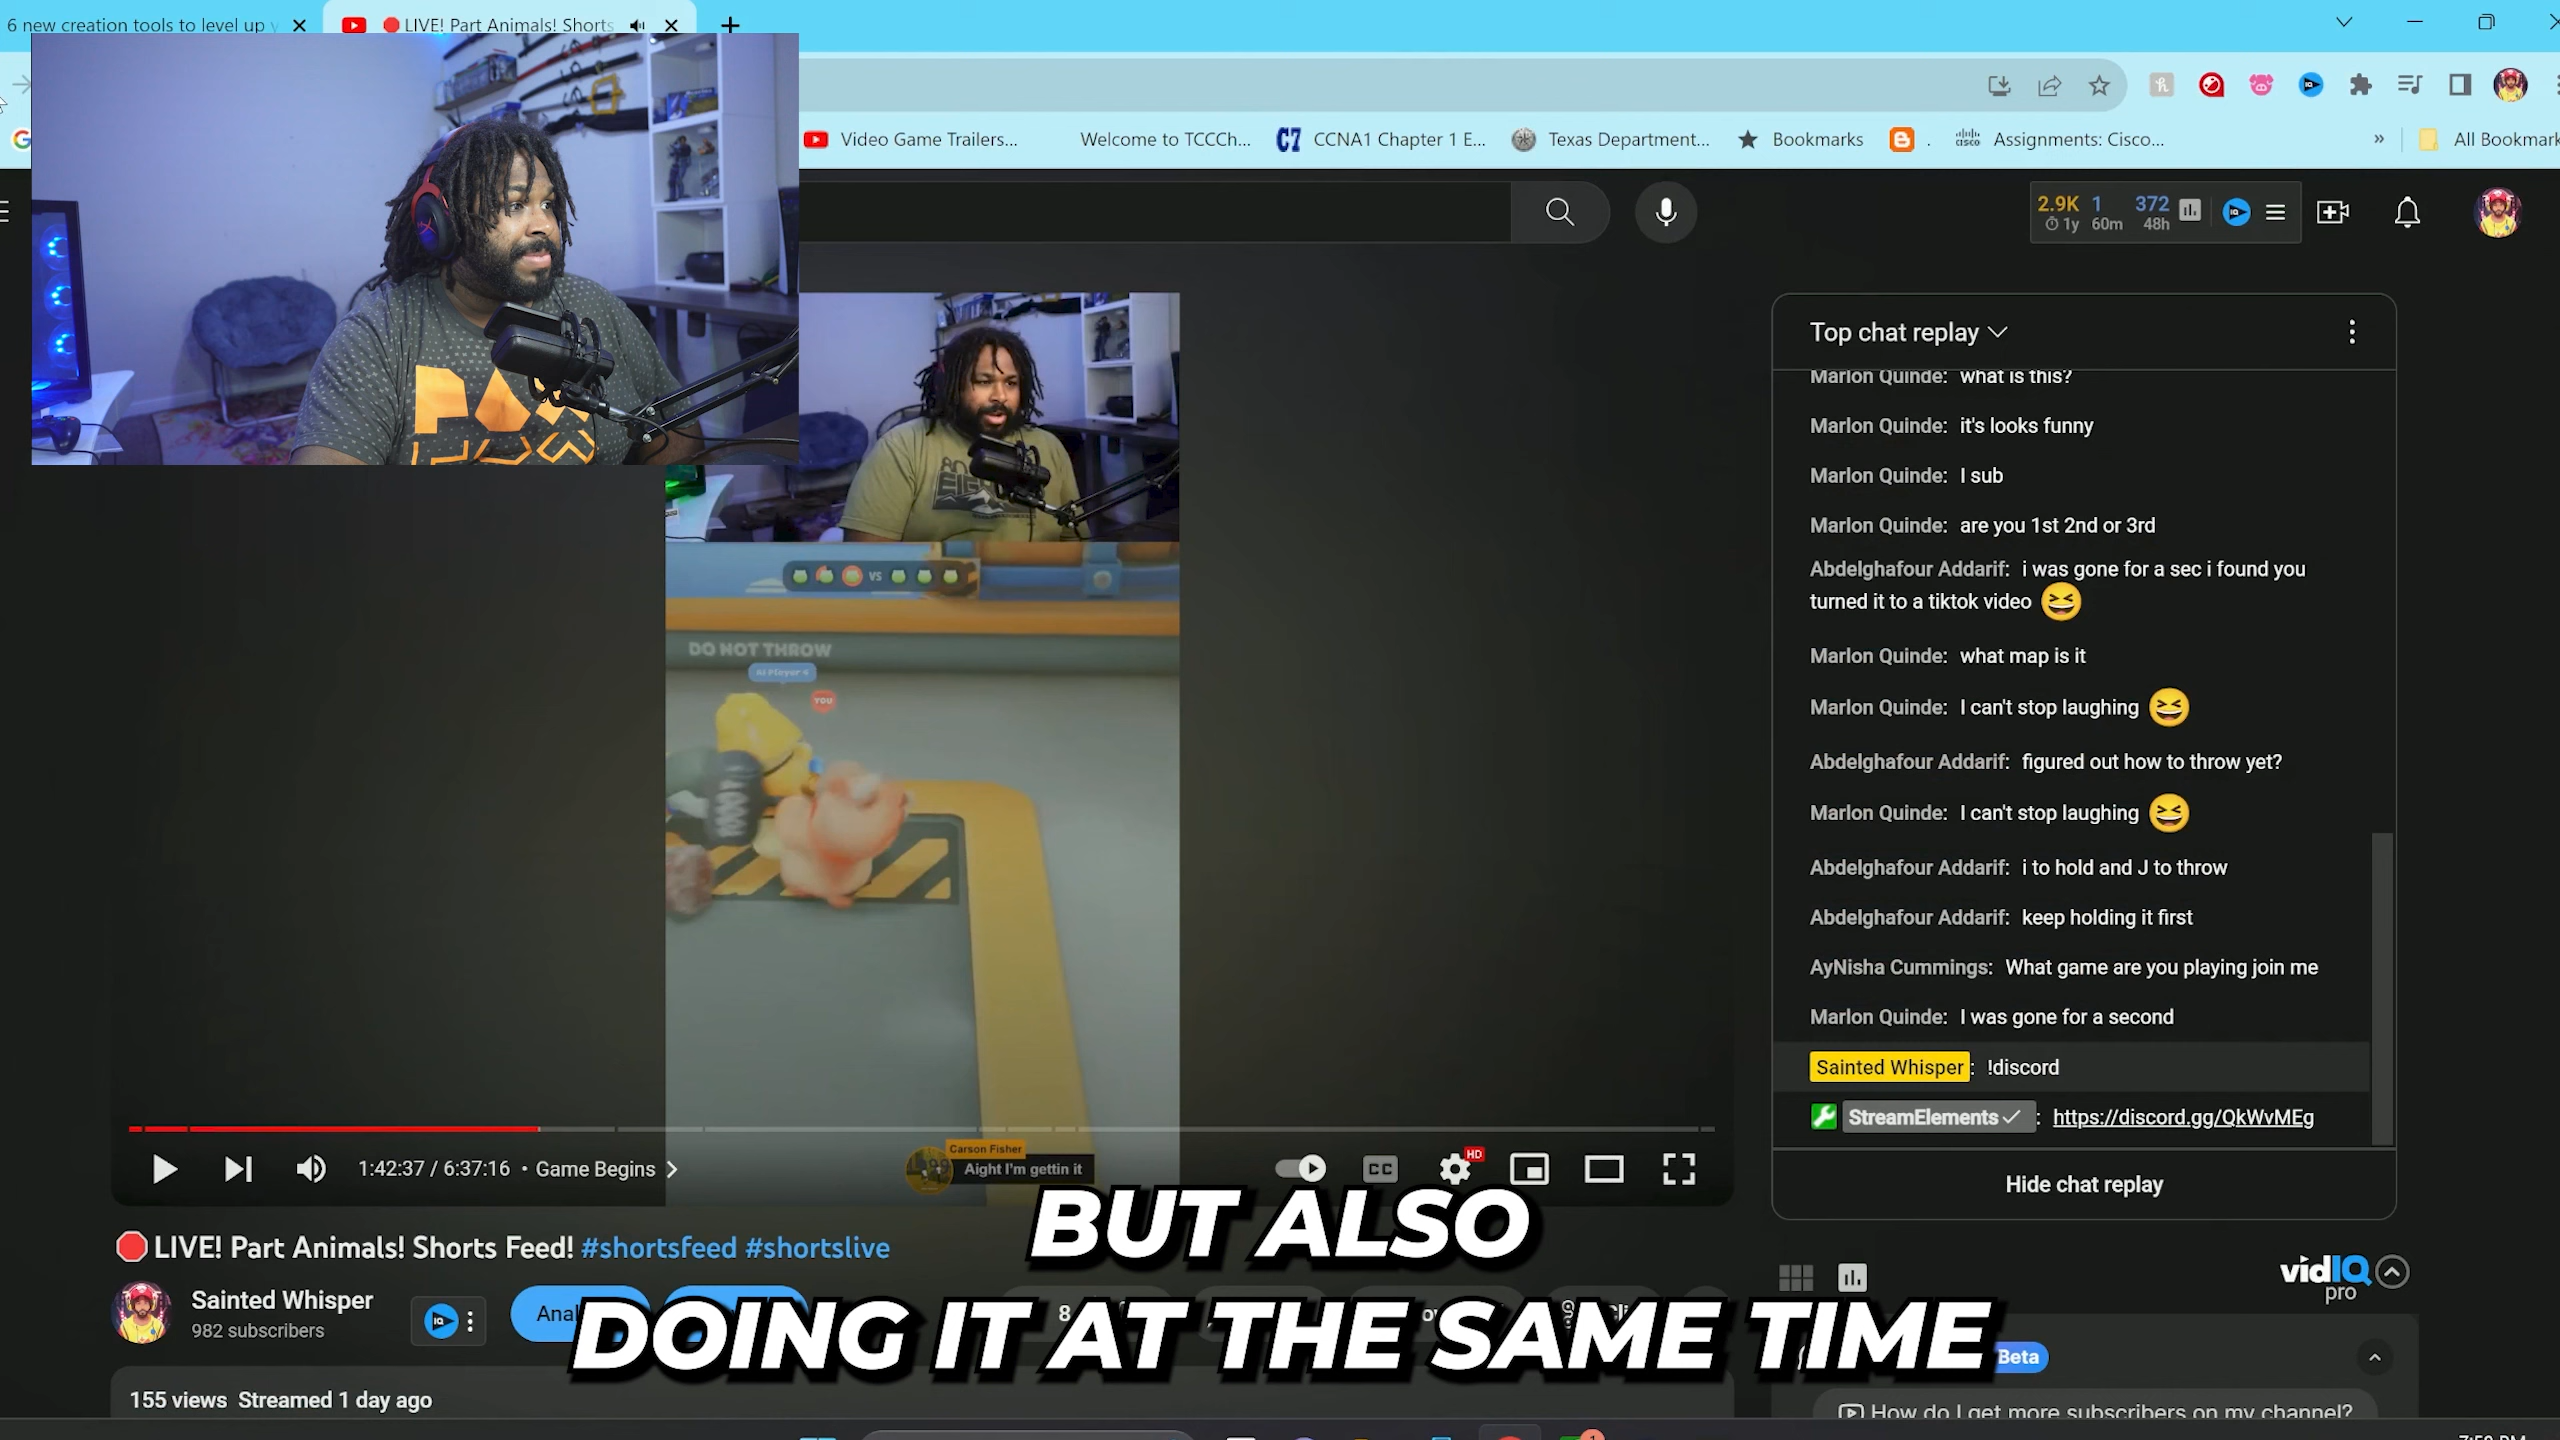 6 new creation tools to level up
LIVE! Part Animals! Shorts
Video Game Trailers...
Welcome to TCCCh...
C7 CCNA1 Chapter 1 E...
Texas Department...
Bookmarks
cisco Assignments: Cisco...
»
All Bookmark
2.9K 1 372
1y 60m 48h
Top chat replay
Marlon Quinde: what is this?
Marlon Quinde: it's looks funny
Marlon Quinde: I sub
Marlon Quinde: are you 1st 2nd or 3rd
Abdelghafour Addarif: i was gone for a sec i found you
turned it to a tiktok video 😆
Marlon Quinde: what map is it
Marlon Quinde: I can't stop laughing 😆
Abdelghafour Addarif: figured out how to throw yet?
Marlon Quinde: I can't stop laughing 😆
Abdelghafour Addarif: i to hold and J to throw
Abdelghafour Addarif: keep holding it first
AyNisha Cummings: What game are you playing join me
Marlon Quinde: I was gone for a second
Sainted Whisper: !discord
StreamElements✓: https://discord.gg/QkWvMEg
Hide chat replay
VS
DO NOT THROW
AI Player 4
YOU
Carson Fisher
Aight I'm gettin it
1:42:37 / 6:37:16 • Game Begins
CC
HD
BUT ALSO
DOING IT AT THE SAME TIME
LIVE! Part Animals! Shorts Feed! #shortsfeed #shortslive
Sainted Whisper
982 subscribers
155 views Streamed 1 day ago
vidIQ
pro
Beta
How do I get more subscribers on my channel?